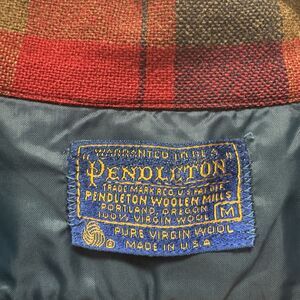 "WARRANTED TO BE A
"PENDLETON"
TRADE MARK REG. U.S. PAT. OFF.
PENDLETON WOOLEN MILLS
PORTLAND, OREGON
100% VIRGIN WOOL
M
PURE VIRGIN WOOL
MADE IN U.S.A.